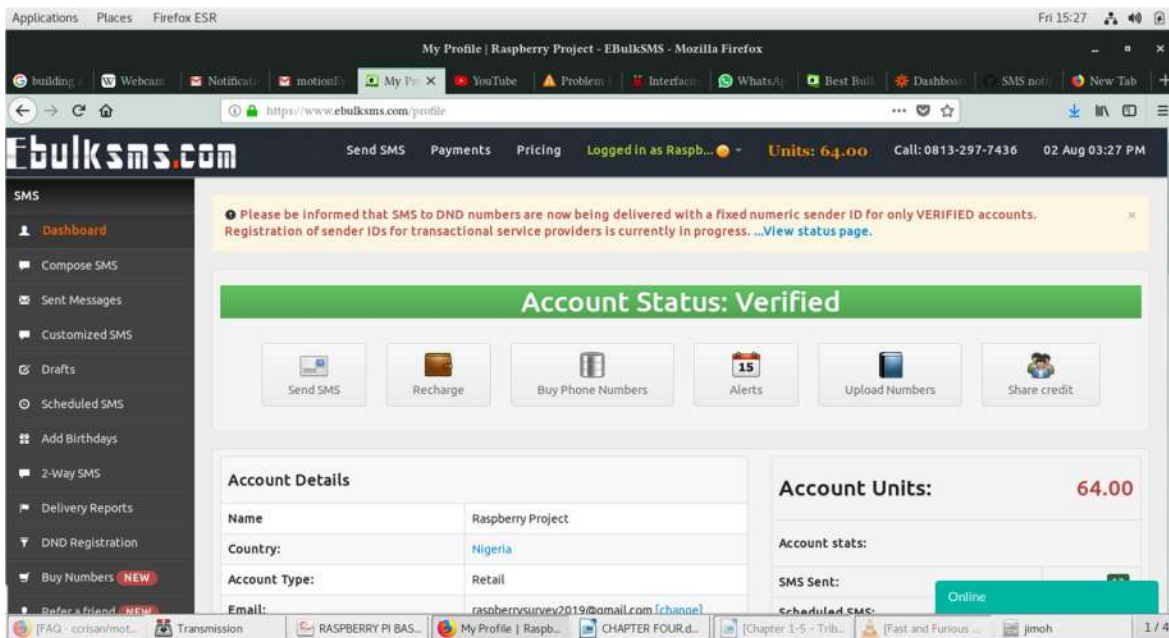 Applications Places Firefox ESR Fri 15:27
My Profile | Raspberry Project - EBulkSMS - Mozilla Firefox
building Webcam Notificati motionE My Pr YouTube Problem Interfacin WhatsAp Best Bul Dashboa SMS noti New Tab
https://www.ebulksms.com/profile
Ebulksms.com Send SMS Payments Pricing Logged in as Raspb... Units: 64.00 Call: 0813-297-7436 02 Aug 03:27 PM
SMS
Please be informed that SMS to DND numbers are now being delivered with a fixed numeric sender ID for only VERIFIED accounts.
Registration of sender IDs for transactional service providers is currently in progress. ...View status page.
Dashboard
Compose SMS
Sent Messages
Customized SMS
Drafts
Scheduled SMS
Add Birthdays
2-Way SMS
Delivery Reports
DND Registration
Buy Numbers NEW
Refer a friend NEW
Account Status: Verified
Send SMS Recharge Buy Phone Numbers 15 Alerts Upload Numbers Share credit
Account Details
Name Raspberry Project
Country: Nigeria
Account Type: Retail
Email: raspberrysurvey2019@gmail.com [change]
Account Units: 64.00
Account stats:
SMS Sent:
Scheduled SMS:
Online
[FAQ - ccrisan/mot... Transmission RASPBERRY PI BAS... My Profile | Raspb... CHAPTER FOUR.d... [Chapter 1-5 - Trib... [Fast and Furious ... jimoh 1 / 4